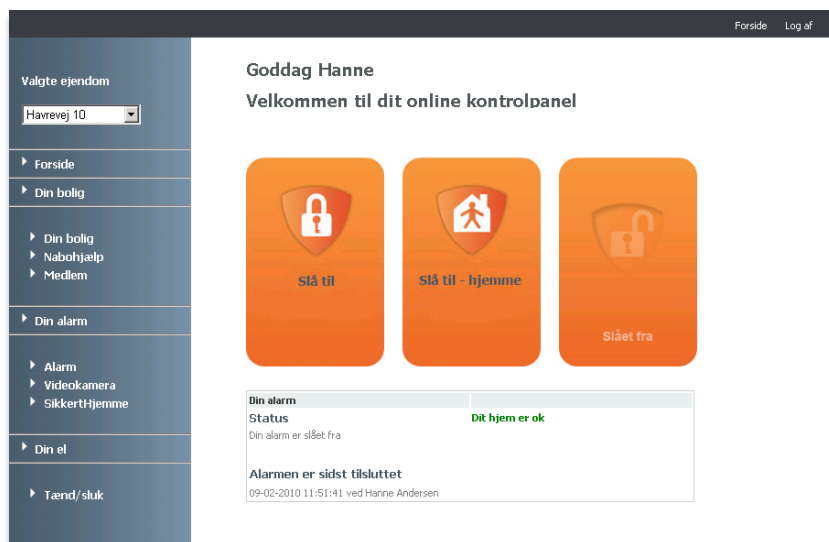 Forside Log af
Valgte ejendom
Havrevej 10
Forside
Din bolig
Din bolig
Nabohjælp
Medlem
Din alarm
Alarm
Videokamera
SikkertHjemme
Din el
Tænd/sluk
Goddag Hanne
Velkommen til dit online kontrolpanel
Slå til
Slå til - hjemme
Slået fra
Din alarm
Status Dit hjem er ok
Din alarm er slået fra
Alarmen er sidst tilsluttet
09-02-2010 11:51:41 ved Hanne Andersen